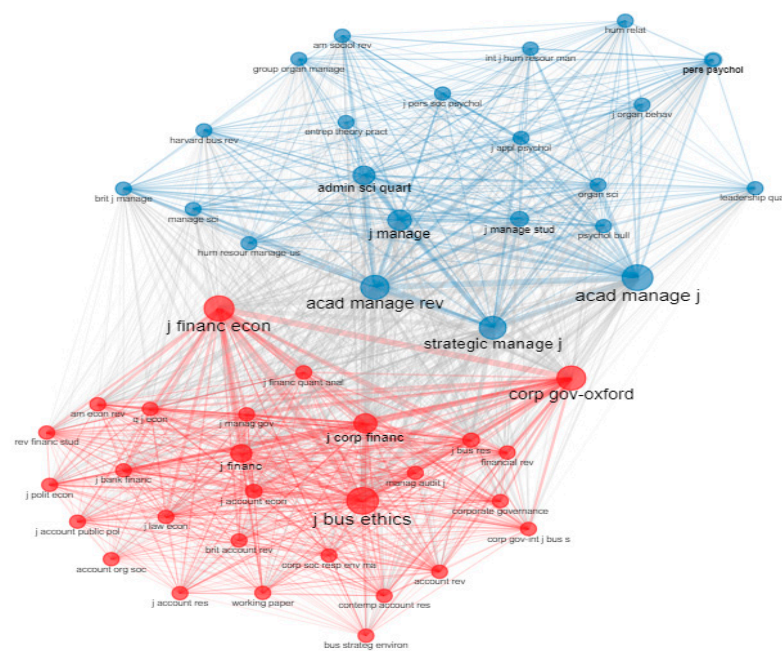 hum relat
am sociol rev
int j hum resour man
group organ manage
pers psychol
j pers soc psychol
j organ behav
entrep theory pract
harvard bus rev
j appl psychol
admin sci quart
brit j manage
organ sci
leadership quart
manage sci
j manage
j manage stud
psychol bull
hum resour manage-us
acad manage rev
acad manage j
j financ econ
strategic manage j
j financ quant anal
corp gov-oxford
am econ rev
q j econ
j manag gov
rev financ stud
j corp financ
j bus res
financial rev
j financ
j bank financ
manag audit j
j polit econ
j account econ
j bus ethics
corporate governance
j account public pol
j law econ
brit account rev
corp gov-int j bus s
account org soc
corp soc resp env ma
account rev
j account res
working paper
contemp account res
bus strateg environ